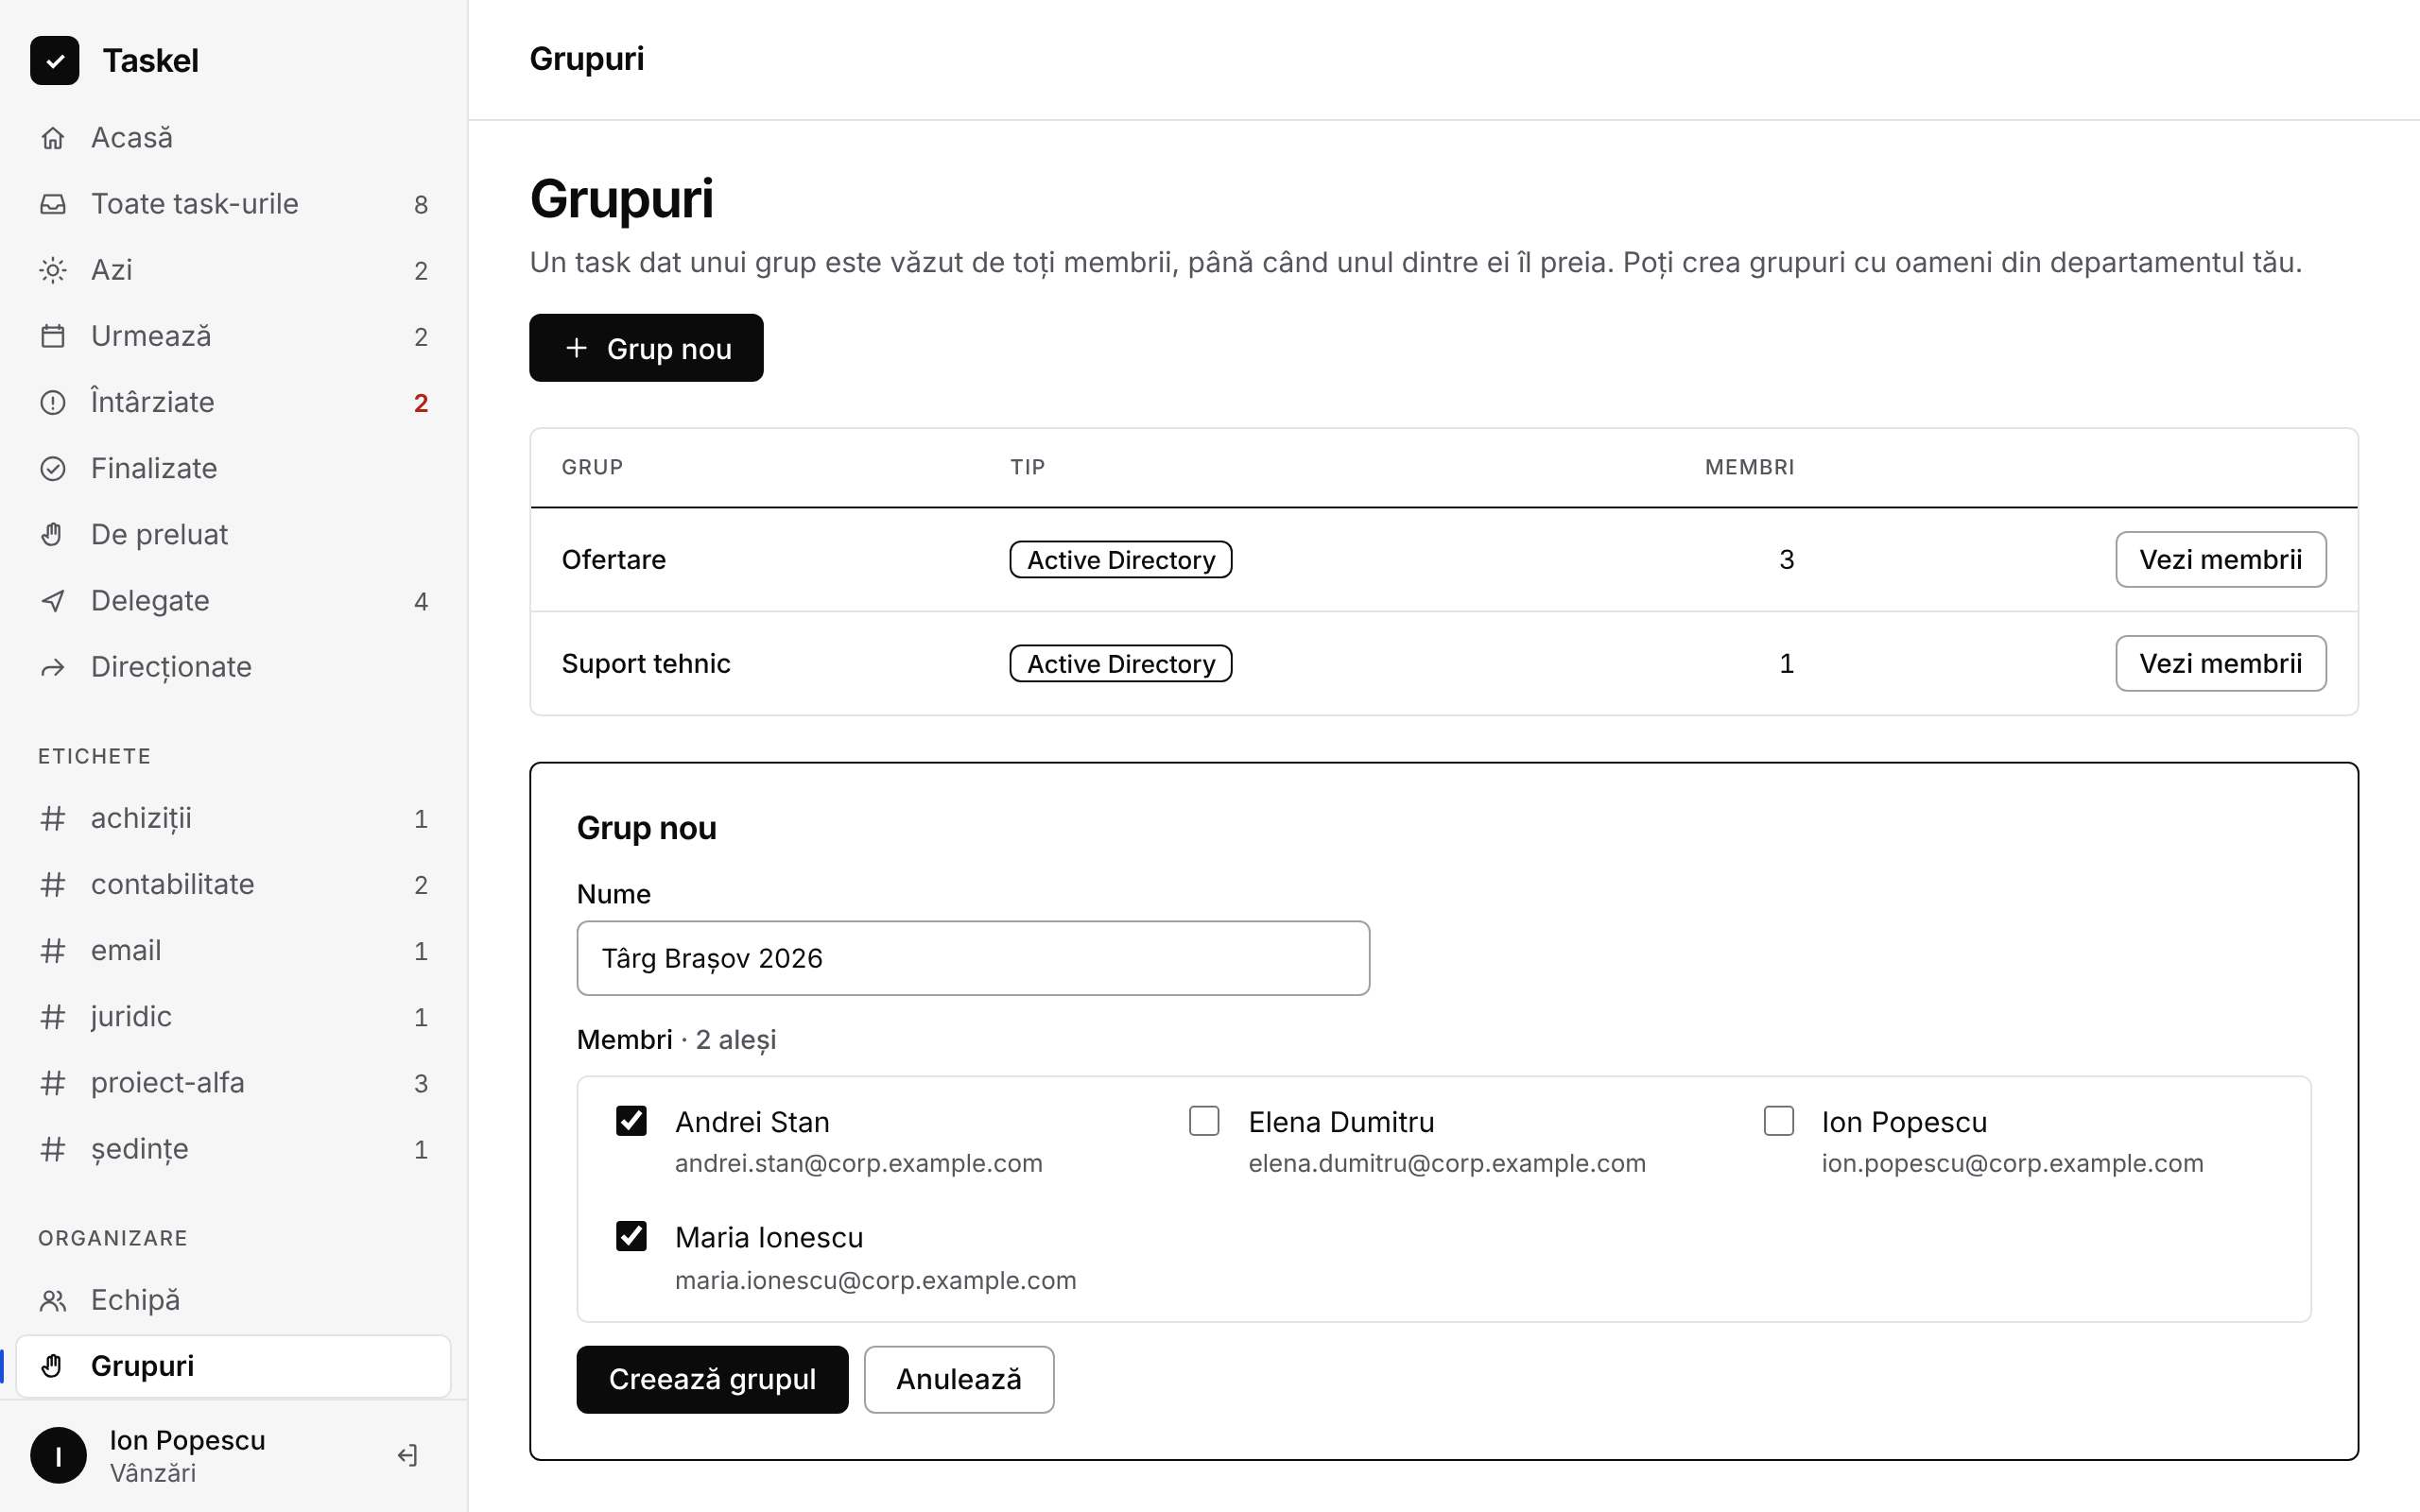 Taskel
Acasă
Toate task-urile 8
Azi 2
Urmează 2
Întârziate 2
Finalizate
De preluat
Delegate 4
Direcționate
ETICHETE
# achiziții 1
# contabilitate 2
# email 1
# juridic 1
# proiect-alfa 3
# ședințe 1
ORGANIZARE
Echipă
Grupuri
I
Ion Popescu
Vânzări
Grupuri
Grupuri
Un task dat unui grup este văzut de toți membrii, până când unul dintre ei îl preia. Poți crea grupuri cu oameni din departamentul tău.
+ Grup nou
GRUP TIP MEMBRI
Ofertare Active Directory 3 Vezi membrii
Suport tehnic Active Directory 1 Vezi membrii
Grup nou
Nume
Târg Brașov 2026
Membri · 2 aleși
Andrei Stan Elena Dumitru Ion Popescu
andrei.stan@corp.example.com elena.dumitru@corp.example.com ion.popescu@corp.example.com
Maria Ionescu
maria.ionescu@corp.example.com
Creează grupul Anulează